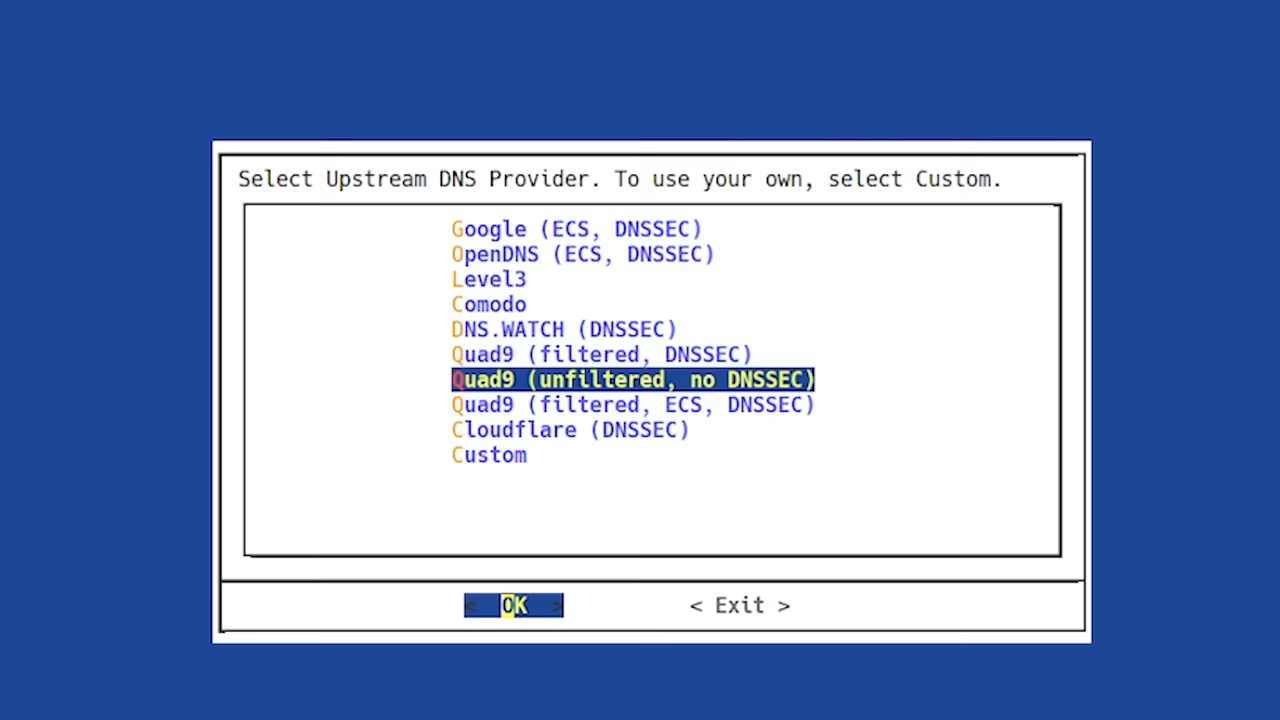 Select Upstream DNS Provider. To use your own, select Custom.
Google (ECS, DNSSEC)
OpenDNS (ECS, DNSSEC)
Level3
Comodo
DNS.WATCH (DNSSEC)
Quad9 (filtered, DNSSEC)
Quad9 (unfiltered, no DNSSEC)
Quad9 (filtered, ECS, DNSSEC)
Cloudflare (DNSSEC)
Custom
< OK > < Exit >